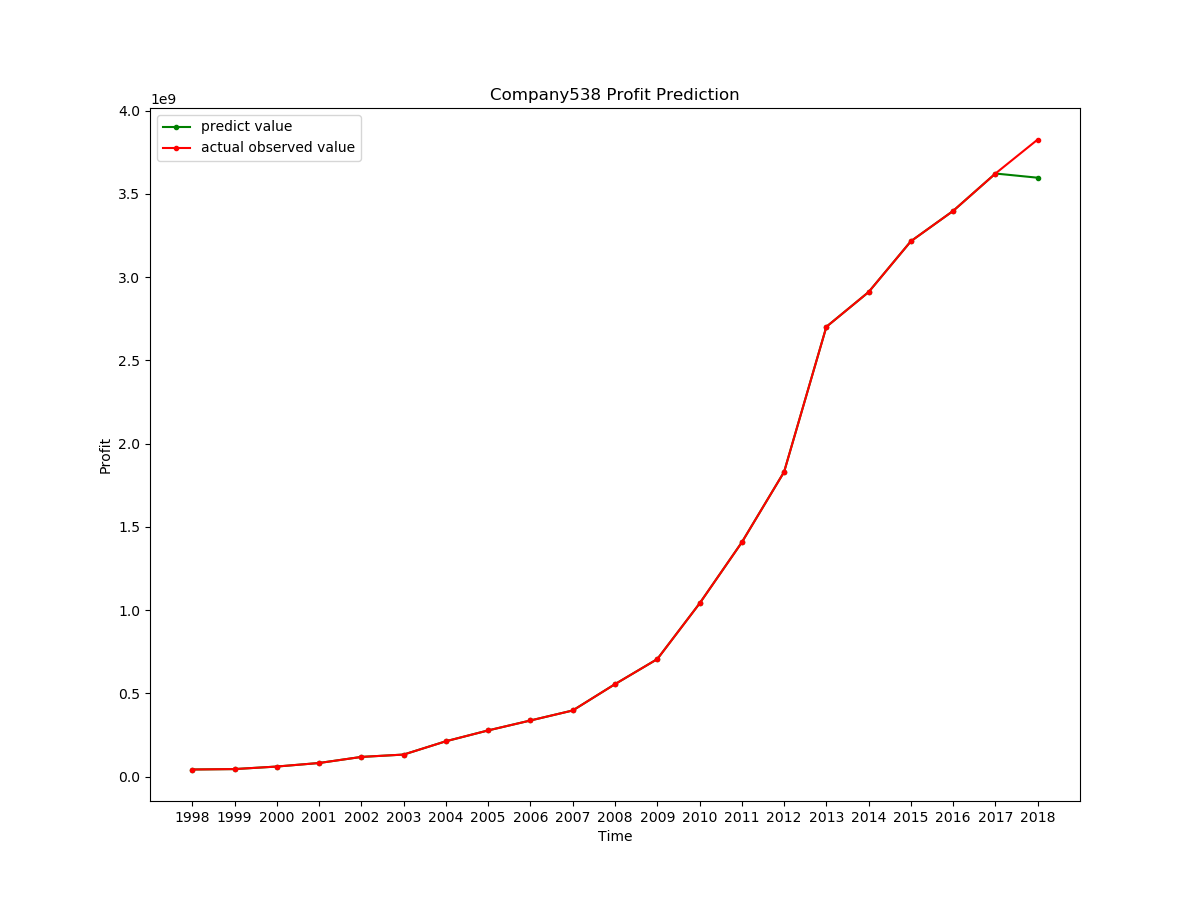 Company538 Profit Prediction
1e9
predict value
actual observed value
4.0
3.5
3.0
2.5
2.0
1.5
1.0
0.5
0.0
Profit
1998 1999 2000 2001 2002 2003 2004 2005 2006 2007 2008 2009 2010 2011 2012 2013 2014 2015 2016 2017 2018
Time